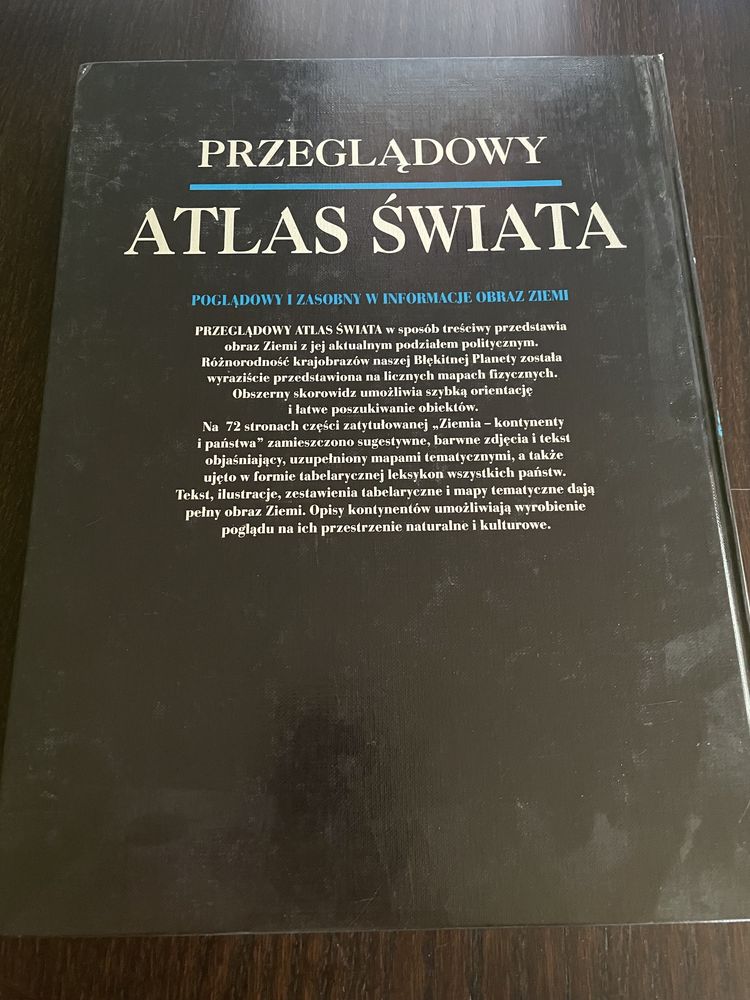 PRZEGLĄDOWY
ATLAS ŚWIATA
POGLĄDOWY I ZASOBNY W INFORMACJE OBRAZ ZIEMI
PRZEGLĄDOWY ATLAS ŚWIATA w sposób treściwy przedstawia
obraz Ziemi z jej aktualnym podziałem politycznym.
Różnorodność krajobrazów naszej Błękitnej Planety została
wyraziście przedstawiona na licznych mapach fizycznych.
Obszerny skorowidz umożliwia szybką orientację
i łatwe poszukiwanie obiektów.
Na 72 stronach części zatytułowanej „Ziemia – kontynenty
i państwa” zamieszczono sugestywne, barwne zdjęcia i tekst
objaśniający, uzupełniony mapami tematycznymi, a także
ujęto w formie tabelarycznej leksykon wszystkich państw.
Tekst, ilustracje, zestawienia tabelaryczne i mapy tematyczne dają
pełny obraz Ziemi. Opisy kontynentów umożliwiają wyrobienie
poglądu na ich przestrzenie naturalne i kulturowe.